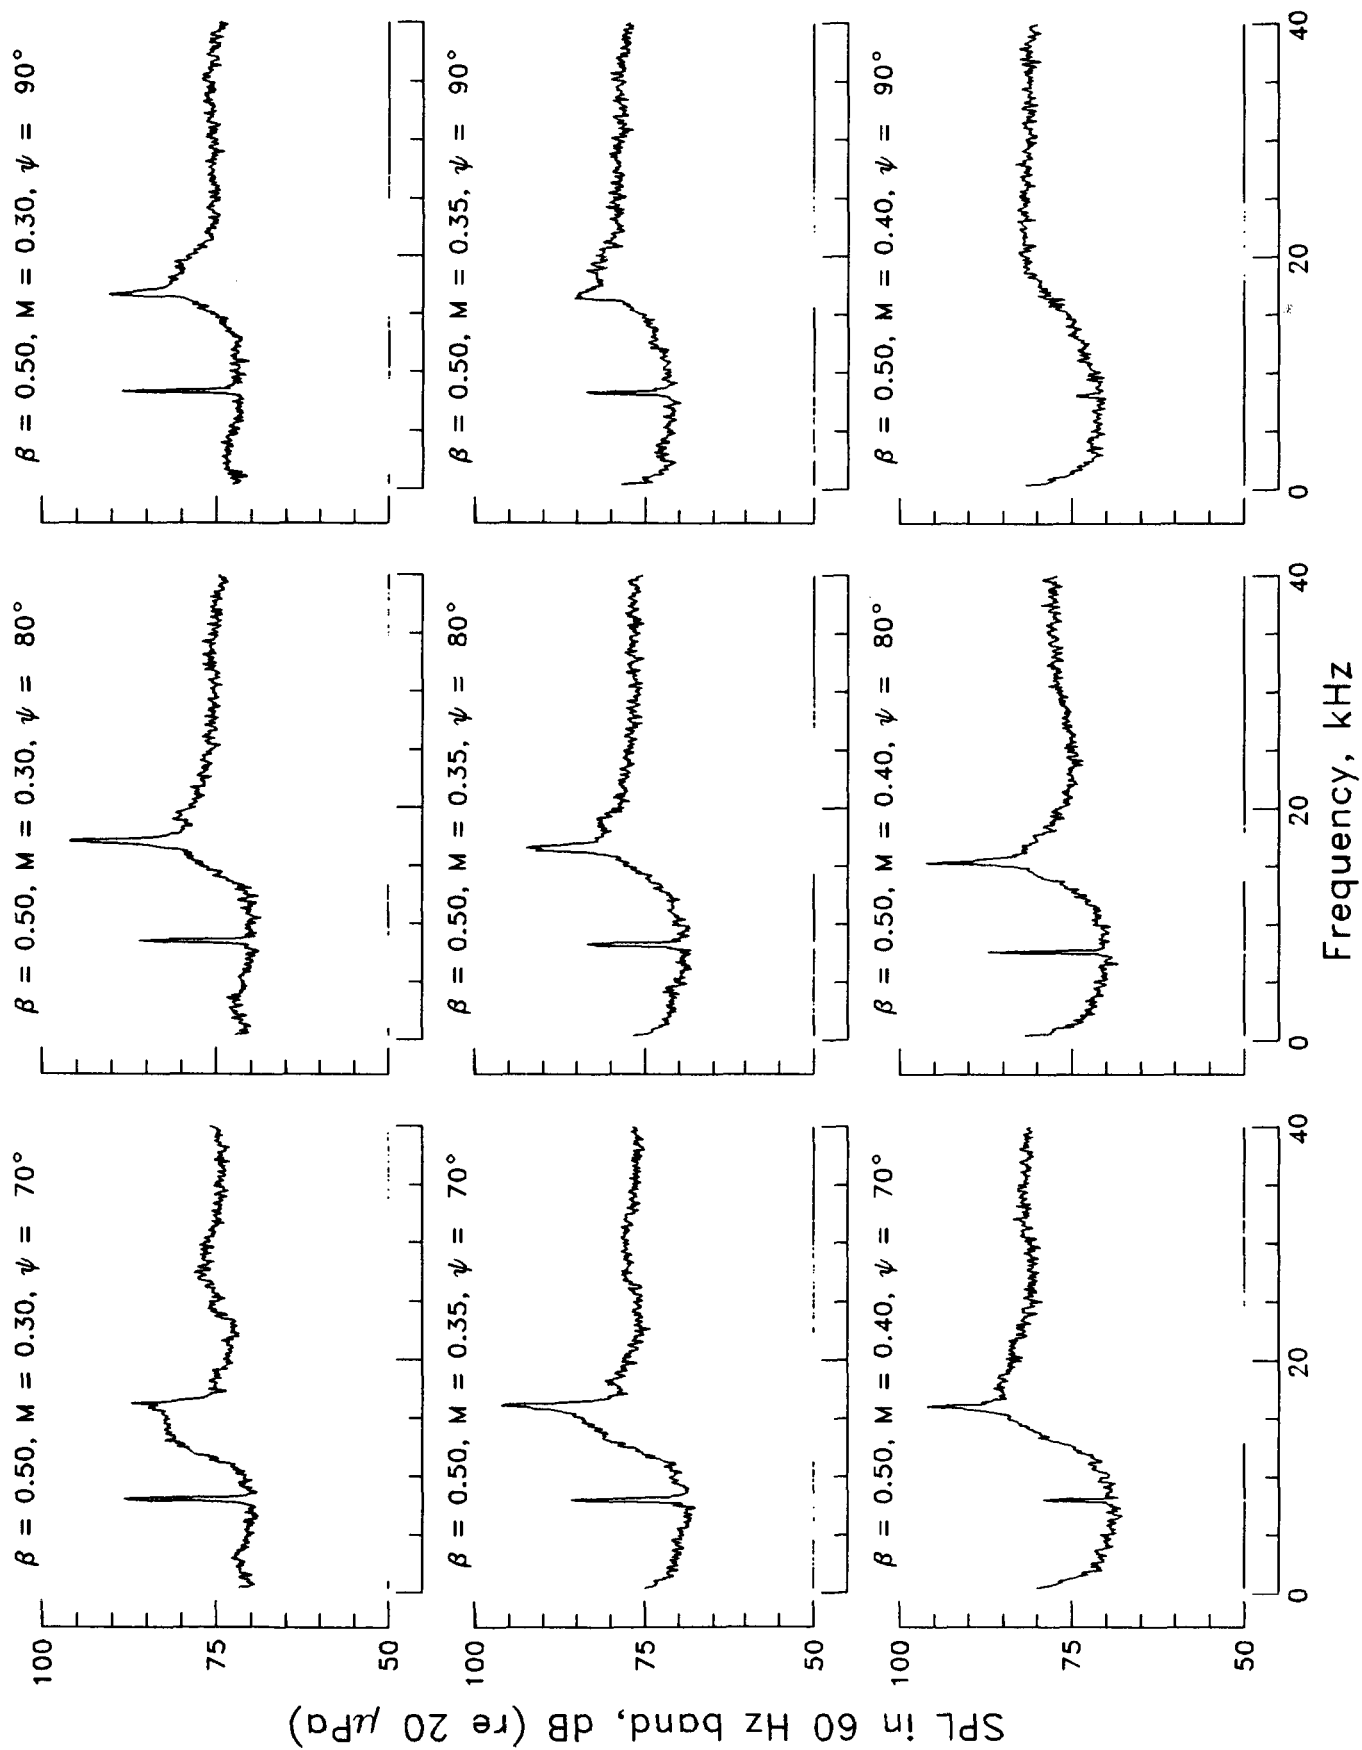 β = 0.50, M = 0.30, ψ = 70°
β = 0.50, M = 0.30, ψ = 80°
β = 0.50, M = 0.30, ψ = 90°
100
75
50
β = 0.50, M = 0.35, ψ = 70°
β = 0.50, M = 0.35, ψ = 80°
β = 0.50, M = 0.35, ψ = 90°
100
75
50
β = 0.50, M = 0.40, ψ = 70°
β = 0.50, M = 0.40, ψ = 80°
β = 0.50, M = 0.40, ψ = 90°
100
75
50
SPL in 60 Hz band, dB (re 20 μPa)
0 20 40
0 20 40
0 20 40
Frequency, kHz